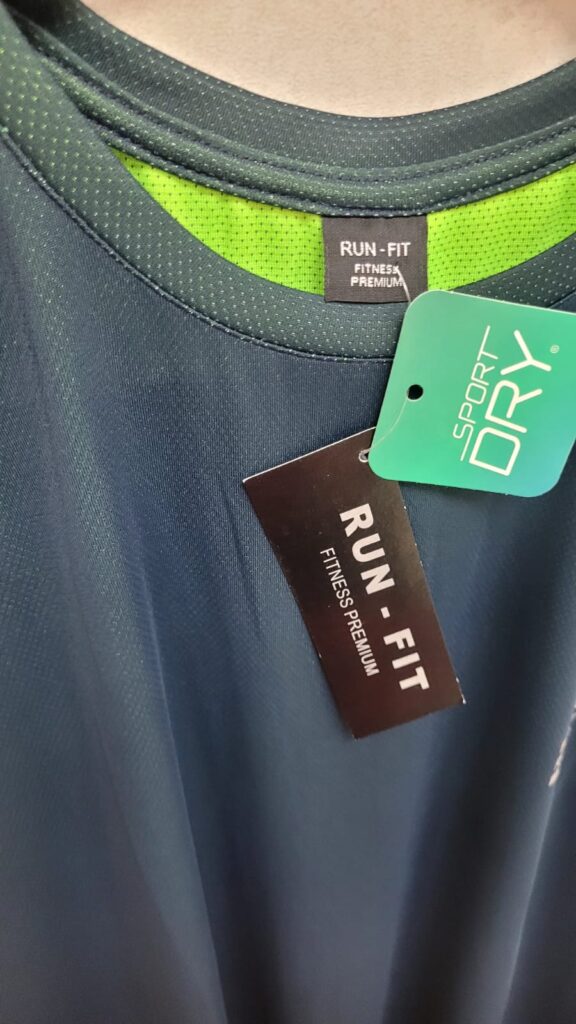 RUN - FIT
FITNESS
PREMIUM
SPORT
DRY®
RUN - FIT
FITNESS PREMIUM